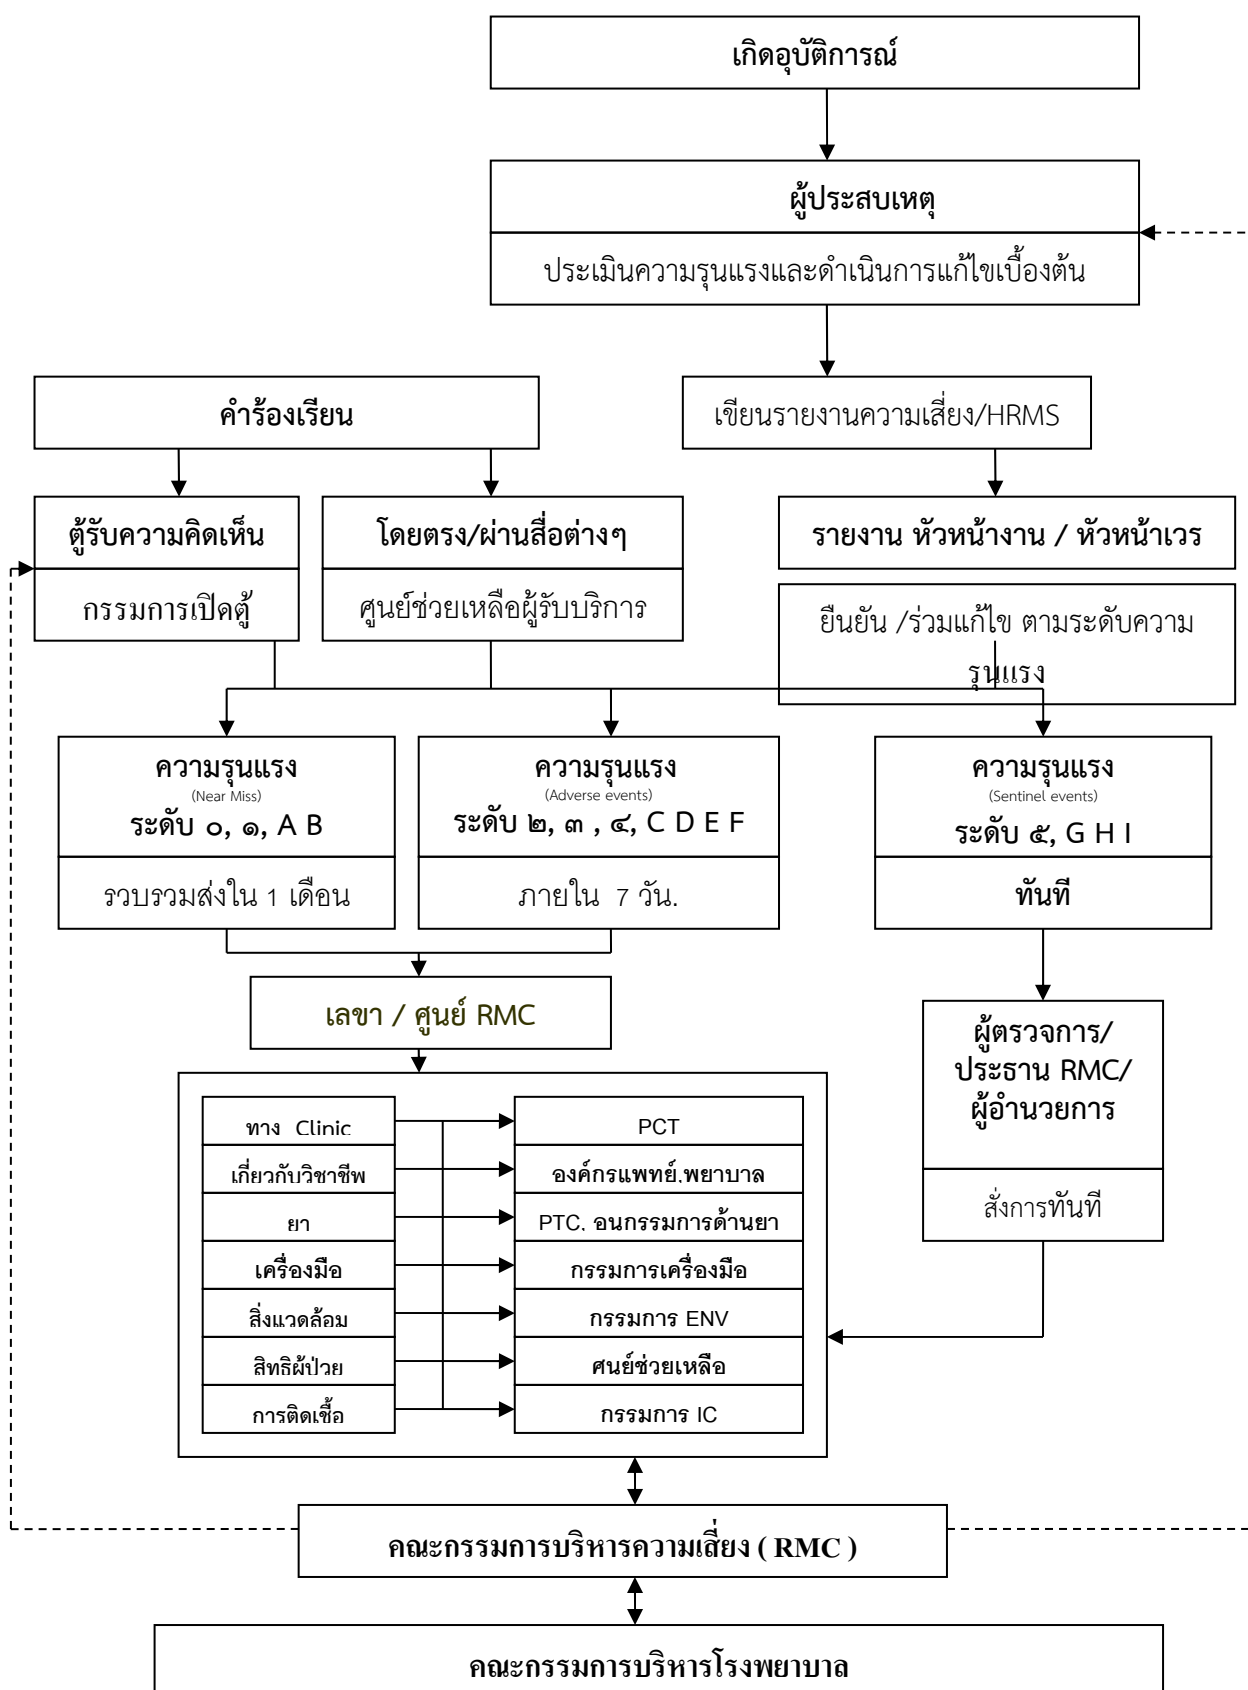 เกิดอุบัติการณ์
ผู้ประสบเหตุ
ประเมินความรุนแรงและดำเนินการแก้ไขเบื้องต้น
คำร้องเรียน
เขียนรายงานความเสี่ยง/HRMS
ตู้รับความคิดเห็น
กรรมการเปิดตู้
โดยตรง/ผ่านสื่อต่างๆ
ศูนย์ช่วยเหลือผู้รับบริการ
รายงาน หัวหน้างาน / หัวหน้าเวร
ยืนยัน /ร่วมแก้ไข ตามระดับความ
รุนแรง
ความรุนแรง
(Near Miss)
ระดับ ๐, ๑, A B
รวบรวมส่งใน 1 เดือน
ความรุนแรง
(Adverse events)
ระดับ ๒, ๓ , ๔, C D E F
ภายใน 7 วัน.
ความรุนแรง
(Sentinel events)
ระดับ ๕, G H I
ทันที
เลขา / ศูนย์ RMC
ผู้ตรวจการ/
ประธาน RMC/
ผู้อำนวยการ
สั่งการทันที
ทาง Clinic
PCT
เกี่ยวกับวิชาชีพ
องค์กรแพทย์,พยาบาล
ยา
PTC, อนุกรรมการด้านยา
เครื่องมือ
กรรมการเครื่องมือ
สิ่งแวดล้อม
กรรมการ ENV
สิทธิผู้ป่วย
ศูนย์ช่วยเหลือ
การติดเชื้อ
กรรมการ IC
คณะกรรมการบริหารความเสี่ยง ( RMC )
คณะกรรมการบริหารโรงพยาบาล